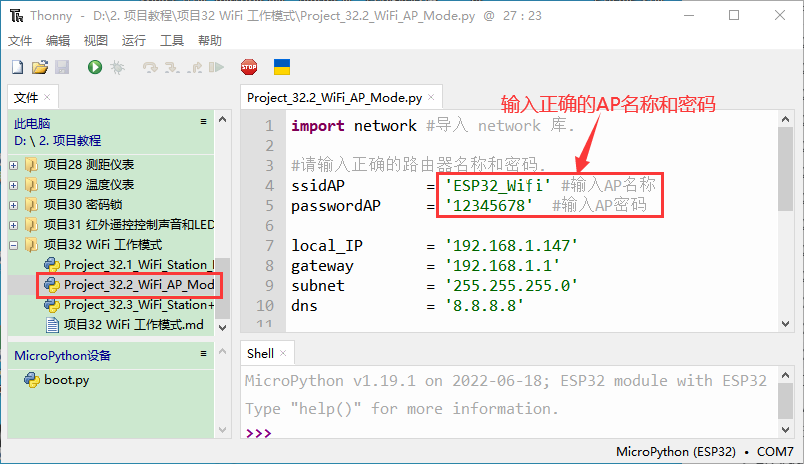 Thonny - D:\2. 项目教程\项目32 WiFi 工作模式\Project_32.2_WiFi_AP_Mode.py @ 27 : 23
文件 编辑 视图 运行 工具 帮助
STOP
文件
此电脑
D: \ 2. 项目教程
项目28 测距仪表
项目29 温度仪表
项目30 密码锁
项目31 红外遥控控制声音和LED
项目32 WiFi 工作模式
Project_32.1_WiFi_Station_
Project_32.2_WiFi_AP_Mod
Project_32.3_WiFi_Station+
项目32 WiFi 工作模式.md
MicroPython设备
boot.py
Project_32.2_WiFi_AP_Mode.py
输入正确的AP名称和密码
1 import network #导入 network 库.
2
3 #请输入正确的路由器名称和密码.
4 ssidAP = 'ESP32_Wifi' #输入AP名称
5 passwordAP = '12345678' #输入AP密码
6
7 local_IP = '192.168.1.147'
8 gateway = '192.168.1.1'
9 subnet = '255.255.255.0'
10 dns = '8.8.8.8'
11
Shell
MicroPython v1.19.1 on 2022-06-18; ESP32 module with ESP32
Type "help()" for more information.
>>>
MicroPython (ESP32) • COM7